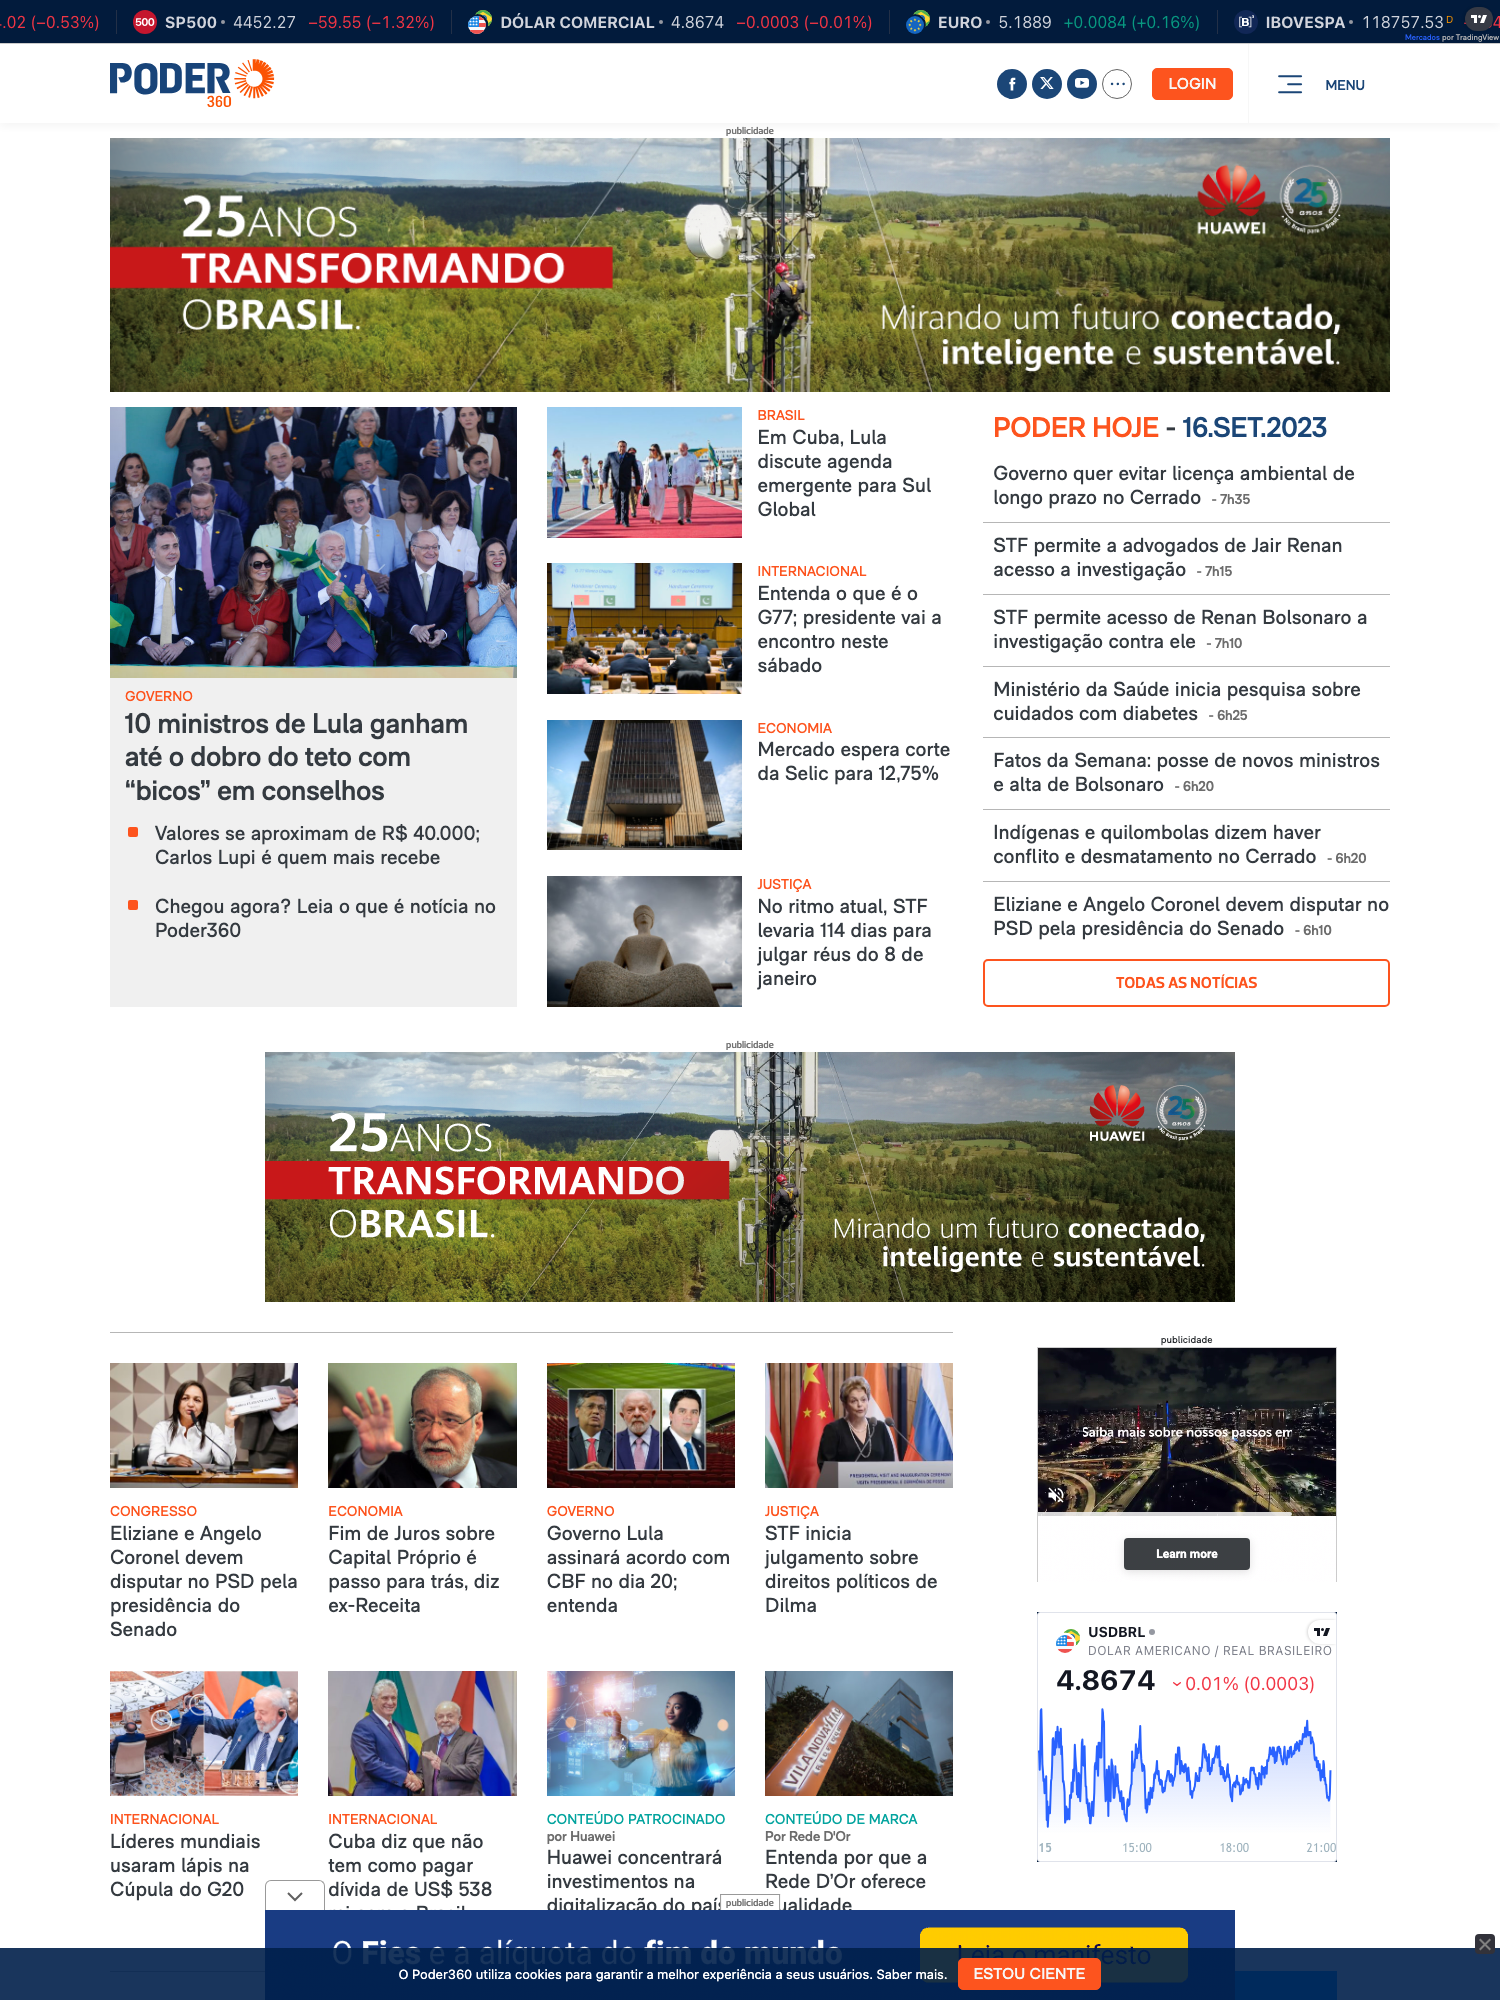 .02 (−0.53%)
500 SP500 4452.27 −59.55 (−1.32%)
DÓLAR COMERCIAL 4.8674 −0.0003 (−0.01%)
EURO 5.1889 +0.0084 (+0.16%)
IBOVESPA 118757.53 D
Mercados por TradingView
PODER
360
LOGIN
MENU
publicidade
25ANOS
TRANSFORMANDO
OBRASIL.
HUAWEI
25
anos
Mirando um futuro conectado,
inteligente e sustentável.
GOVERNO
10 ministros de Lula ganham
até o dobro do teto com
“bicos” em conselhos
Valores se aproximam de R$ 40.000;
Carlos Lupi é quem mais recebe
Chegou agora? Leia o que é notícia no
Poder360
BRASIL
Em Cuba, Lula
discute agenda
emergente para Sul
Global
INTERNACIONAL
Entenda o que é o
G77; presidente vai a
encontro neste
sábado
ECONOMIA
Mercado espera corte
da Selic para 12,75%
JUSTIÇA
No ritmo atual, STF
levaria 114 dias para
julgar réus do 8 de
janeiro
PODER HOJE - 16.SET.2023
Governo quer evitar licença ambiental de
longo prazo no Cerrado - 7h35
STF permite a advogados de Jair Renan
acesso a investigação - 7h15
STF permite acesso de Renan Bolsonaro a
investigação contra ele - 7h10
Ministério da Saúde inicia pesquisa sobre
cuidados com diabetes - 6h25
Fatos da Semana: posse de novos ministros
e alta de Bolsonaro - 6h20
Indígenas e quilombolas dizem haver
conflito e desmatamento no Cerrado - 6h20
Eliziane e Angelo Coronel devem disputar no
PSD pela presidência do Senado - 6h10
TODAS AS NOTÍCIAS
publicidade
25ANOS
TRANSFORMANDO
OBRASIL.
HUAWEI
25
anos
Mirando um futuro conectado,
inteligente e sustentável.
CONGRESSO
Eliziane e Angelo
Coronel devem
disputar no PSD pela
presidência do
Senado
ECONOMIA
Fim de Juros sobre
Capital Próprio é
passo para trás, diz
ex-Receita
GOVERNO
Governo Lula
assinará acordo com
CBF no dia 20;
entenda
JUSTIÇA
STF inicia
julgamento sobre
direitos políticos de
Dilma
publicidade
Saiba mais sobre nossos passos em
Learn more
USDBRL
DOLAR AMERICANO / REAL BRASILEIRO
4.8674 0.01% (0.0003)
15 15:00 18:00 21:00
INTERNACIONAL
Líderes mundiais
usaram lápis na
Cúpula do G20
INTERNACIONAL
Cuba diz que não
tem como pagar
dívida de US$ 538
CONTEÚDO PATROCINADO
por Huawei
Huawei concentrará
investimentos na
digitalização do país
VILA NOVA STAR
CONTEÚDO DE MARCA
Por Rede D'Or
Entenda por que a
Rede D’Or oferece
qualidade
publicidade
O Fies e a alíquota do fim do mundo
Leia o manifesto
O Poder360 utiliza cookies para garantir a melhor experiência a seus usuários. Saber mais.
ESTOU CIENTE